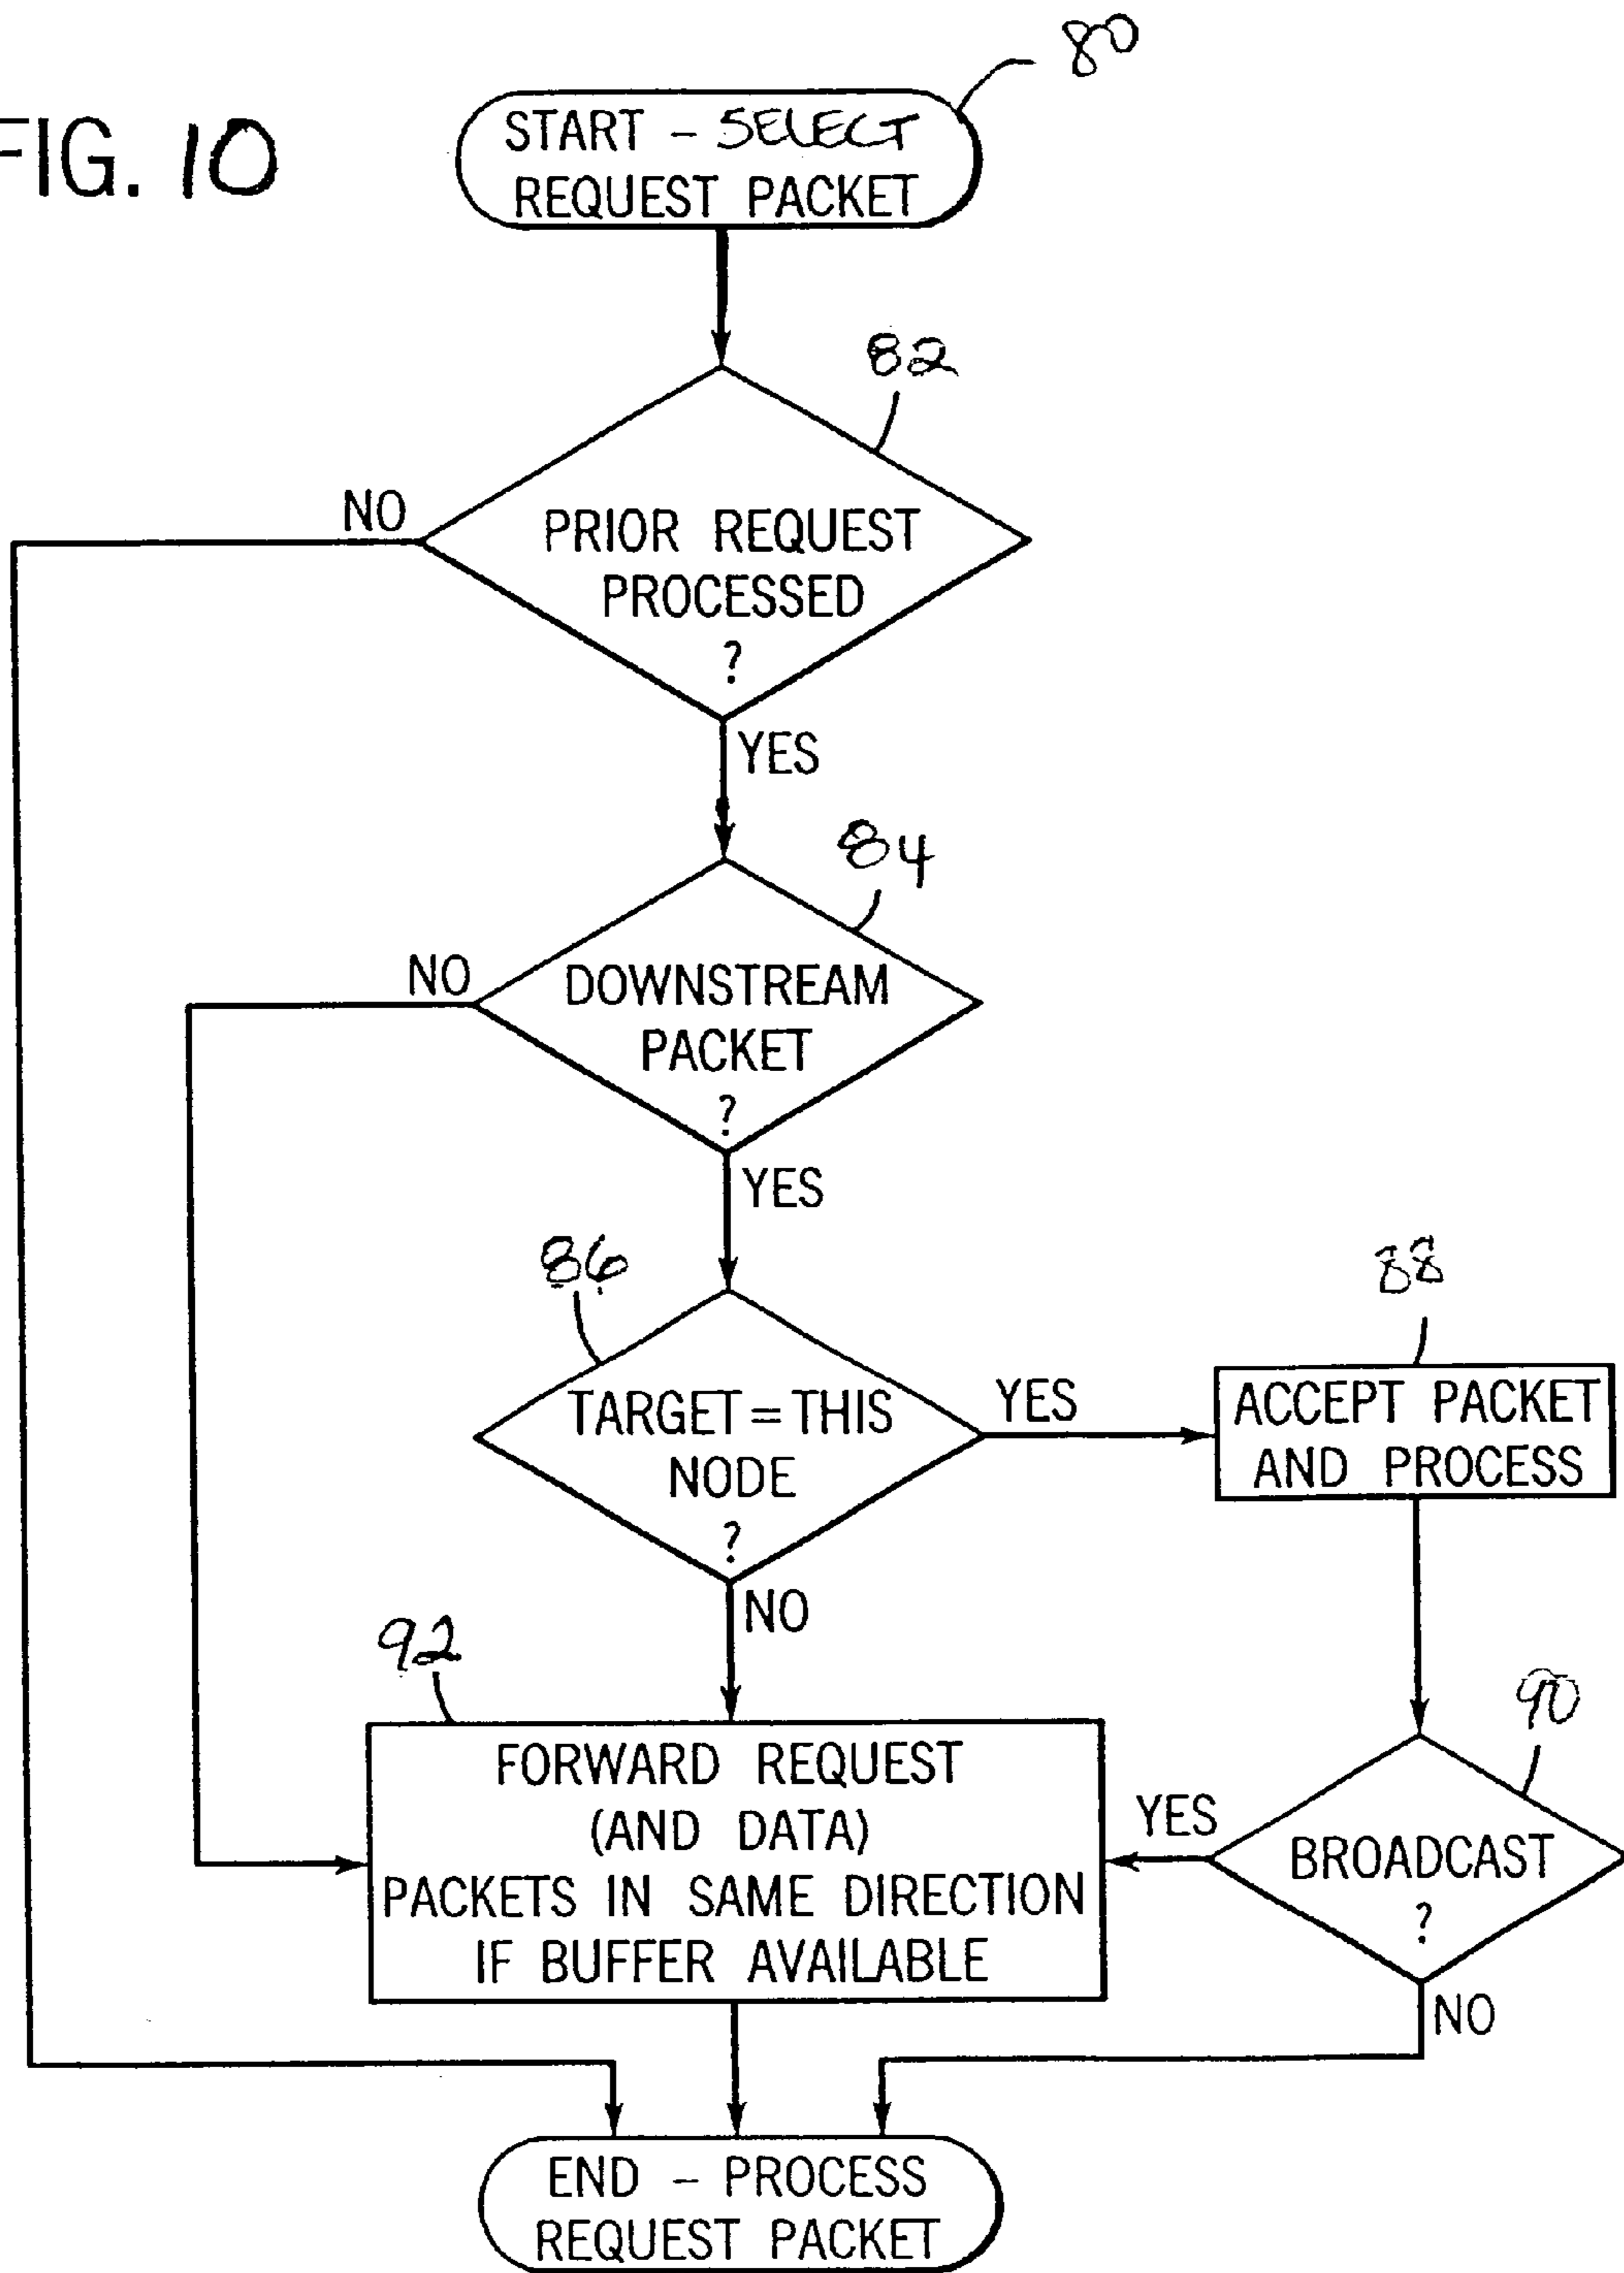 FIG. 10
80
START - SELECT
REQUEST PACKET
82
NO
PRIOR REQUEST
PROCESSED
?
YES
84
NO
DOWNSTREAM
PACKET
?
YES
86
88
TARGET = THIS
NODE
?
YES
ACCEPT PACKET
AND PROCESS
NO
92
90
FORWARD REQUEST
(AND DATA)
PACKETS IN SAME DIRECTION
IF BUFFER AVAILABLE
YES
BROADCAST
?
NO
END - PROCESS
REQUEST PACKET